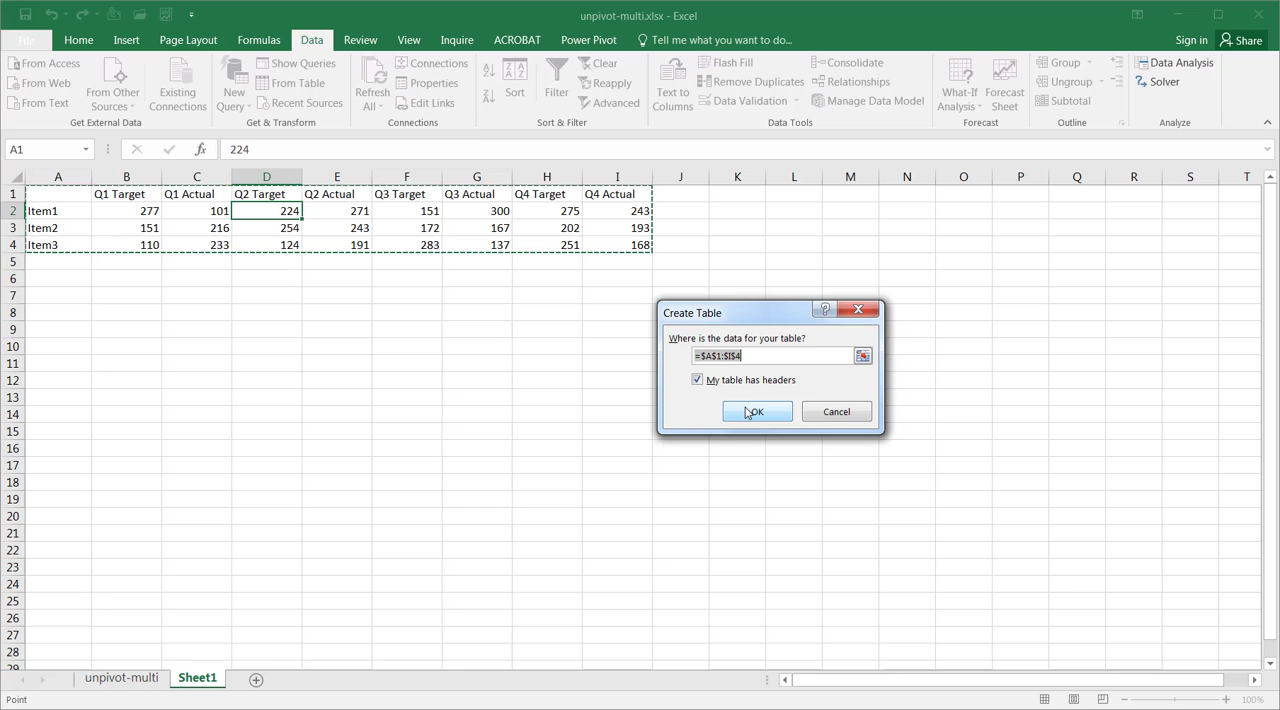 unpivot-multi.xlsx - Excel
File Home Insert Page Layout Formulas Data Review View Inquire ACROBAT Power Pivot Tell me what you want to do... Sign in Share
From Access
From Web
From Text
From Other Sources
Existing Connections
Get External Data
New Query
Show Queries
From Table
Recent Sources
Get & Transform
Refresh All
Connections
Properties
Edit Links
Connections
Sort
Filter
Clear
Reapply
Advanced
Sort & Filter
Text to Columns
Flash Fill
Remove Duplicates
Data Validation
Consolidate
Relationships
Manage Data Model
Data Tools
What-If Analysis
Forecast Sheet
Forecast
Group
Ungroup
Subtotal
Outline
Data Analysis
Solver
Analyze
A1 fx 224
A B C D E F G H I J K L M N O P Q R S T
1 Q1 Target Q1 Actual Q2 Target Q2 Actual Q3 Target Q3 Actual Q4 Target Q4 Actual
2 Item1 277 101 224 271 151 300 275 243
3 Item2 151 216 254 243 172 167 202 193
4 Item3 110 233 124 191 283 137 251 168
5
6
7
8
9
10
11
12
13
14
15
16
17
18
19
20
21
22
23
24
25
26
27
28
29
Create Table
Where is the data for your table?
=$A$1:$I$4
My table has headers
OK Cancel
unpivot-multi Sheet1
Point 100%